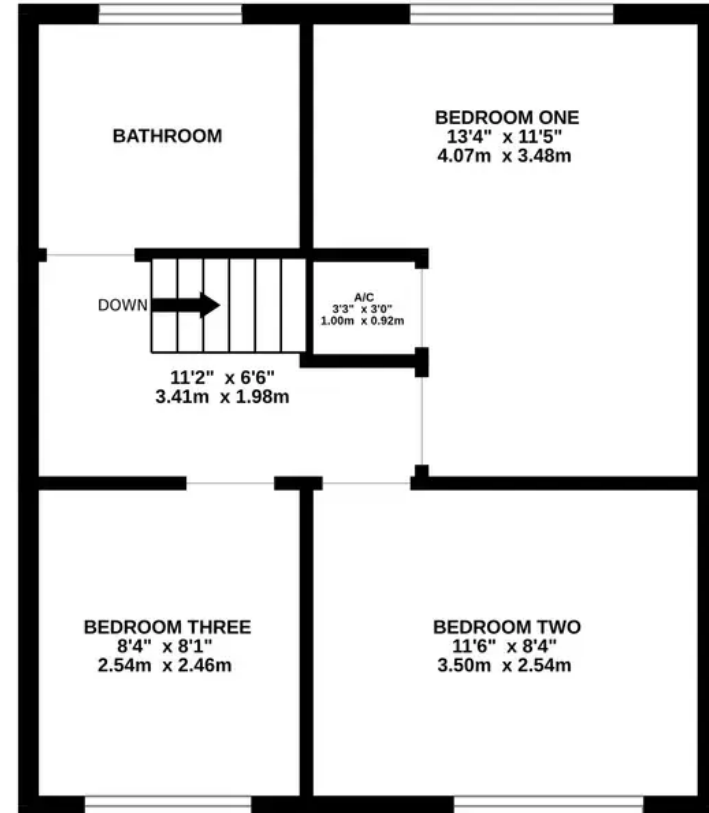 BATHROOM
BEDROOM ONE
13'4" x 11'5"
4.07m x 3.48m
A/C
3'3" x 3'0"
1.00m x 0.92m
DOWN
11'2" x 6'6"
3.41m x 1.98m
BEDROOM THREE
8'4" x 8'1"
2.54m x 2.46m
BEDROOM TWO
11'6" x 8'4"
3.50m x 2.54m